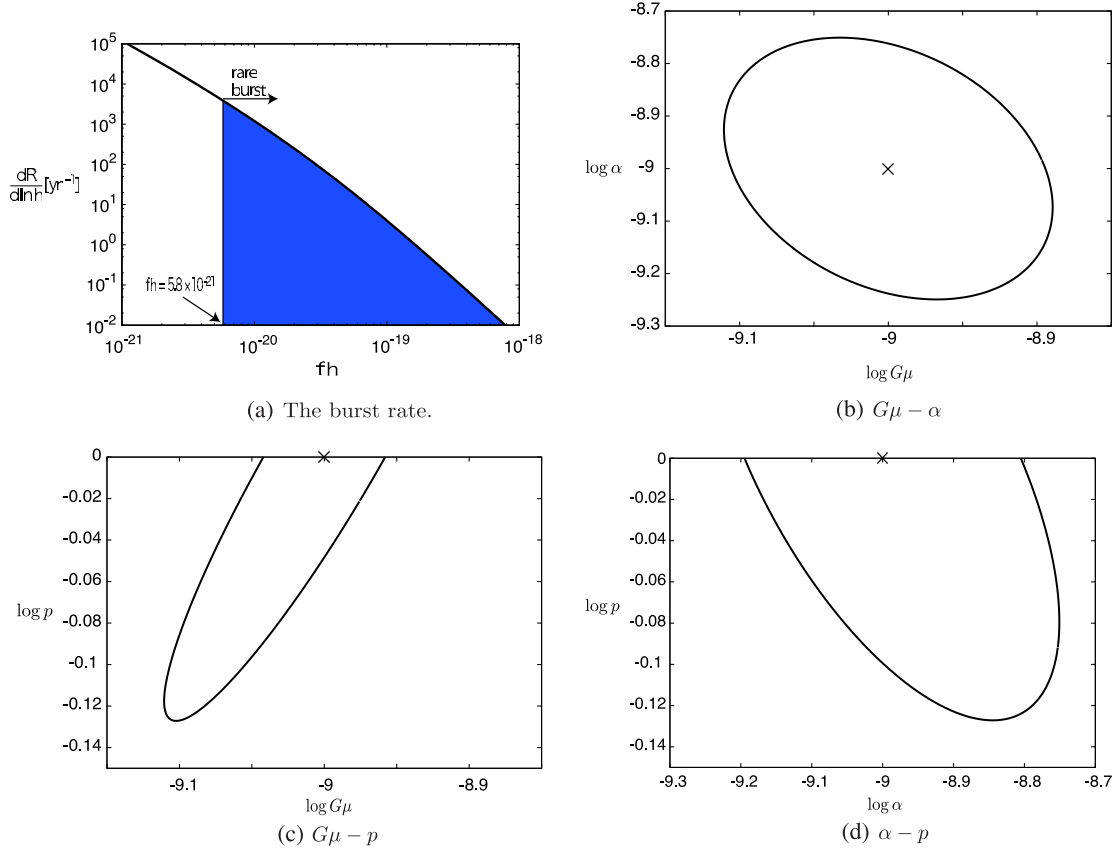 10^5
10^4
10^3
10^2
10^1
10^0
10^-1
10^-2
dR
dlnh
[yr^-1]
rare
burst
fh = 5.8×10^-21
10^-21 10^-20 10^-19 10^-18
fh
(a) The burst rate.
-8.7
-8.8
-8.9
-9
-9.1
-9.2
-9.3
log α
-9.1 -9 -8.9
log Gμ
(b) Gμ − α
0
-0.02
-0.04
-0.06
-0.08
-0.1
-0.12
-0.14
log p
-9.1 -9 -8.9
log Gμ
(c) Gμ − p
0
-0.02
-0.04
-0.06
-0.08
-0.1
-0.12
-0.14
log p
-9.3 -9.2 -9.1 -9 -8.9 -8.8 -8.7
log α
(d) α − p